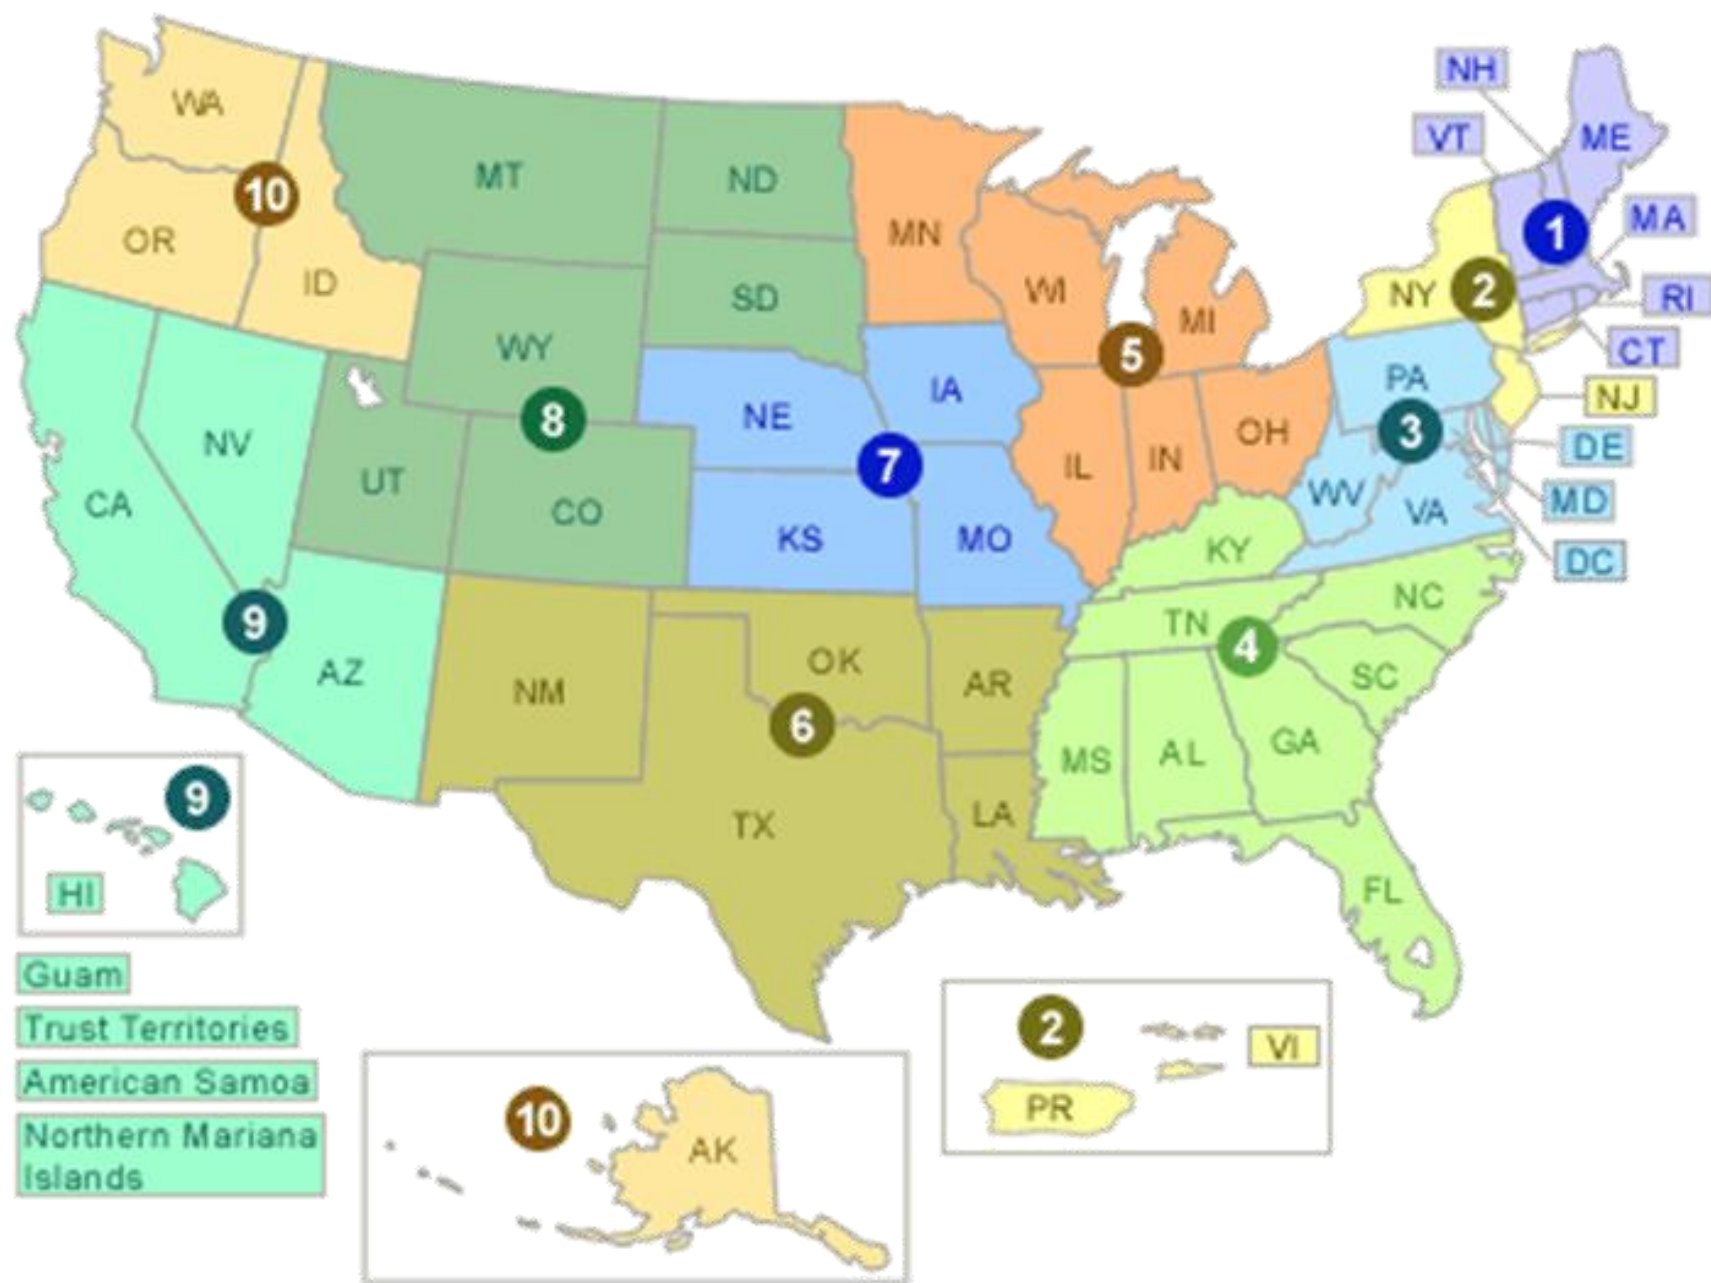 WA
10
OR
ID
MT
ND
SD
WY
8
UT
CO
NV
CA
9
AZ
NE
IA
7
KS
MO
MN
WI
MI
5
IL
IN
OH
NM
OK
6
AR
TX
LA
KY
TN
4
NC
SC
MS
AL
GA
FL
NH
VT
ME
1
MA
NY
2
RI
CT
PA
NJ
3
DE
WV
VA
MD
DC
9
HI
Guam
Trust Territories
American Samoa
Northern Mariana
Islands
10
AK
2
VI
PR